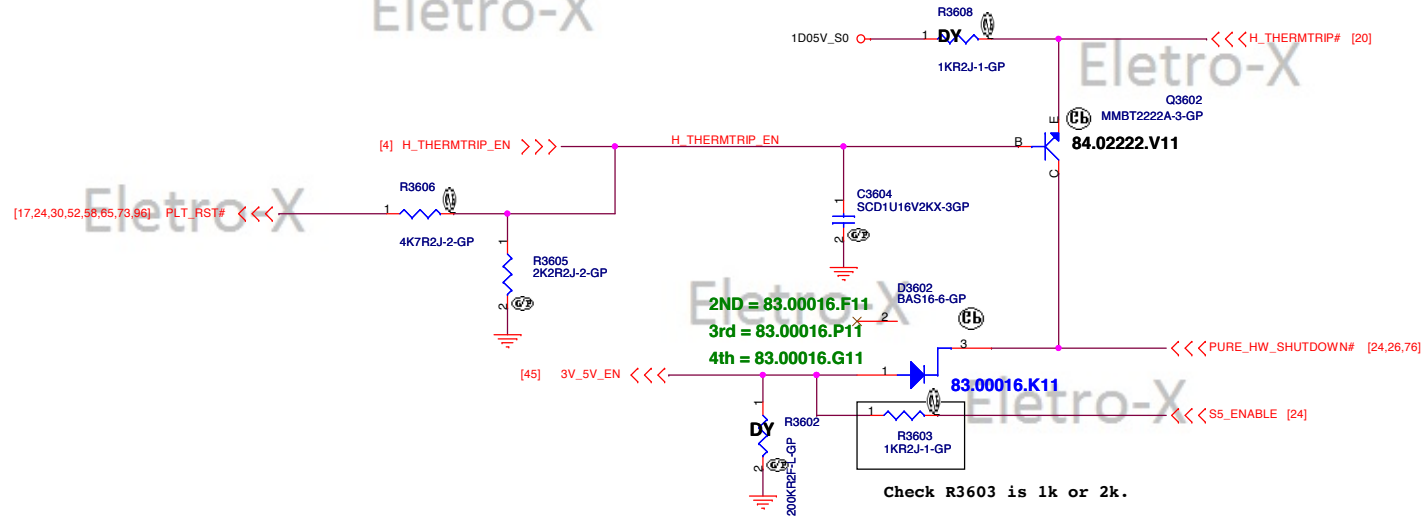 Eletro-X
R3608
1D05V_S0
1
DY
H_THERMTRIP# [20]
1KR2J-1-GP
Eletro-X
Q3602
MMBT2222A-3-GP
E
Cb
84.02222.V11
B
C
[4] H_THERMTRIP_EN
H_THERMTRIP_EN
Eletro-X
R3606
[17,24,30,52,58,65,73,96] PLT_RST#
1
4K7R2J-2-GP
C3604
SCD1U16V2KX-3GP
1
2
R3605
2K2R2J-2-GP
1
2
Eletro-X
D3602
BAS16-6-GP
2ND = 83.00016.F11
3rd = 83.00016.P11
4th = 83.00016.G11
2
Cb
3
PURE_HW_SHUTDOWN# [24,26,76]
[45] 3V_5V_EN
1
83.00016.K11
Eletro-X
1
DY
R3602
2
200KR2F-L-GP
1
R3603
1KR2J-1-GP
S5_ENABLE [24]
Check R3603 is 1k or 2k.